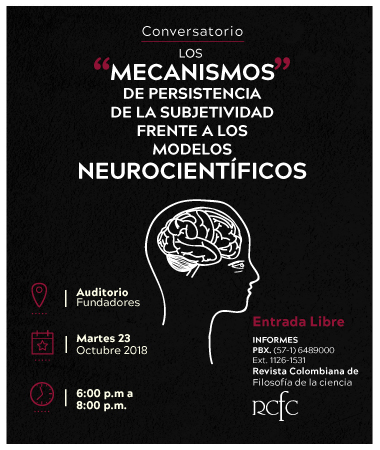 Conversatorio
LOS
“MECANISMOS”
DE PERSISTENCIA
DE LA SUBJETIVIDAD
FRENTE A LOS
MODELOS
NEUROCIENTÍFICOS
Auditorio
Fundadores
Martes 23
Octubre 2018
6:00 p.m a
8:00 p.m.
Entrada Libre
INFORMES
PBX. (57-1) 6489000
Ext. 1126-1531
Revista Colombiana de
Filosofía de la ciencia
RCFC